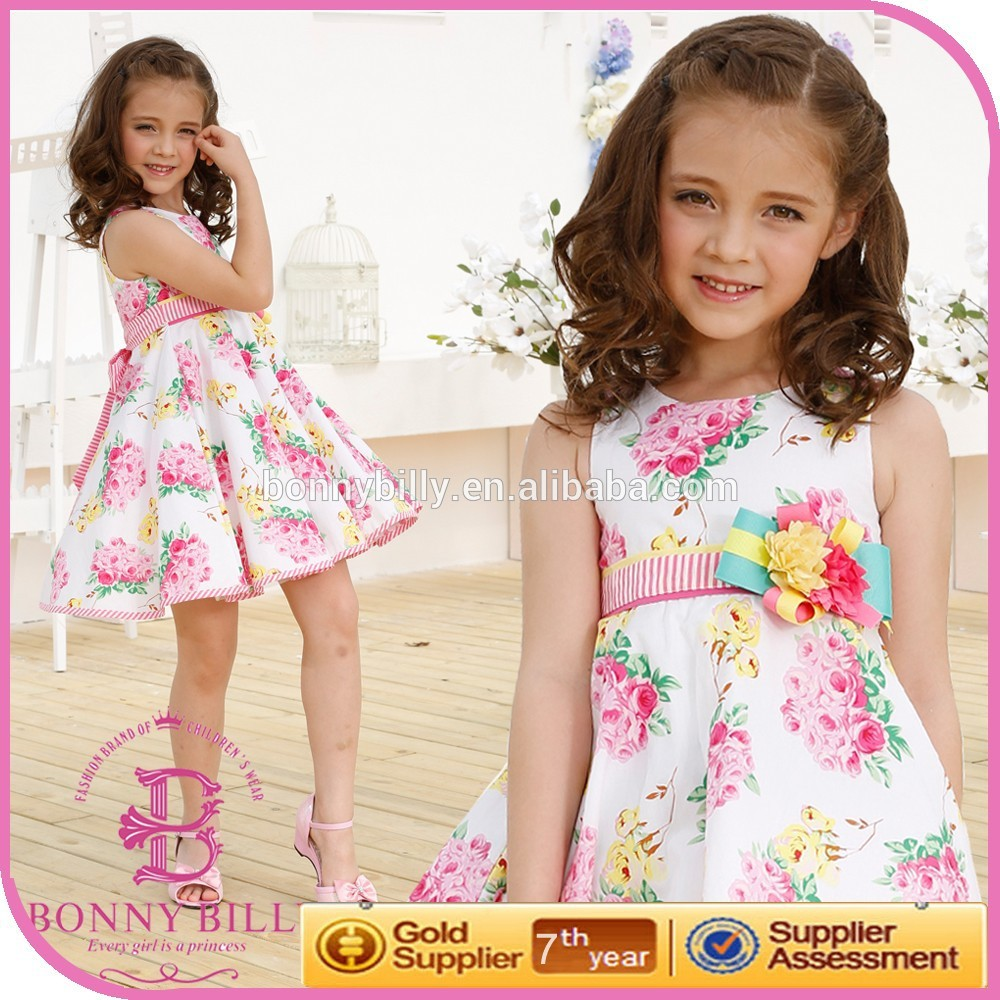 bonnybilly.en.alibaba.com
FASHION BRAND OF CHILDREN'S WEAR
B
BONNY BILL
Every girl is a princess
Gold Supplier
7th year
Supplier Assessment